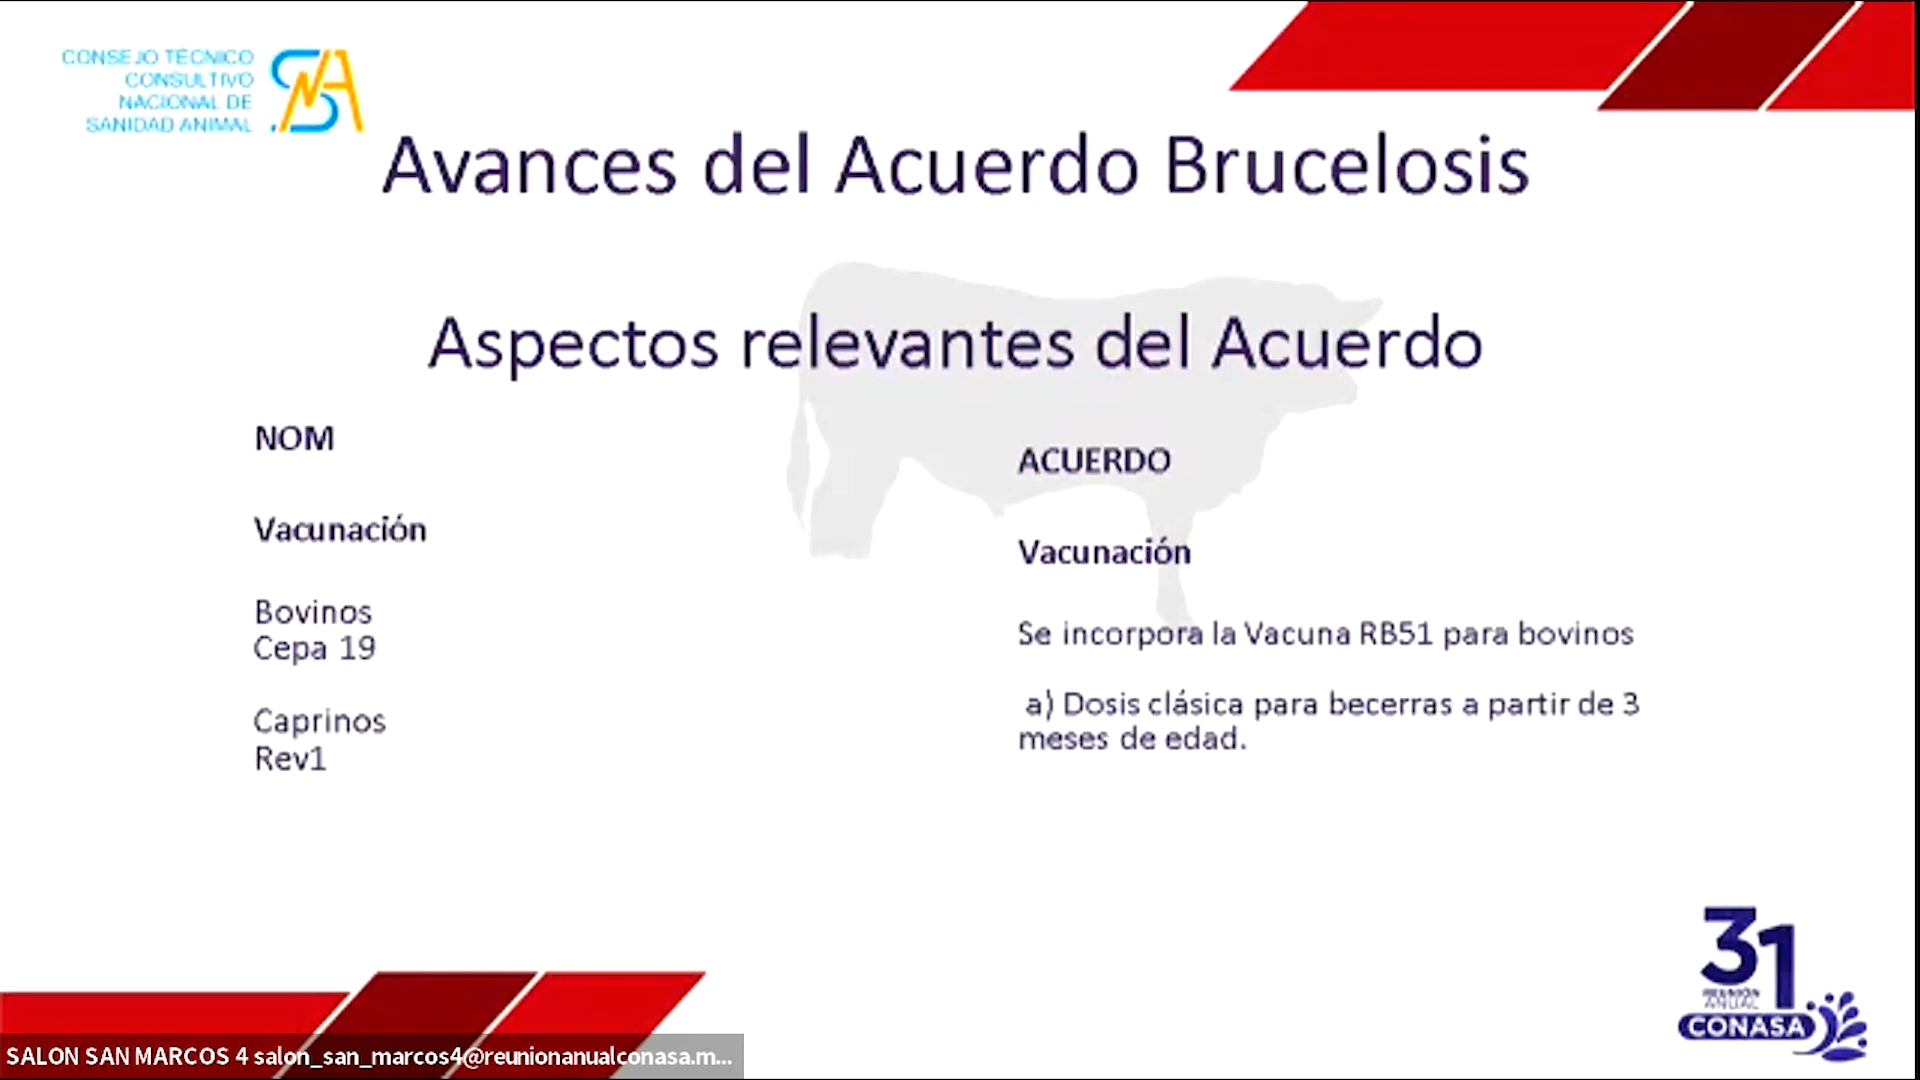 CONSEJO TÉCNICO
CONSULTIVO
NACIONAL DE
SANIDAD ANIMAL
Avances del Acuerdo Brucelosis
Aspectos relevantes del Acuerdo
NOM
Vacunación
Bovinos
Cepa 19
Caprinos
Rev1
ACUERDO
Vacunación
Se incorpora la Vacuna RB51 para bovinos
a) Dosis clásica para becerras a partir de 3
meses de edad.
31
REUNIÓN
ANUAL
CONASA
SALON SAN MARCOS 4 salon_san_marcos4@reunionanualconasa.m...